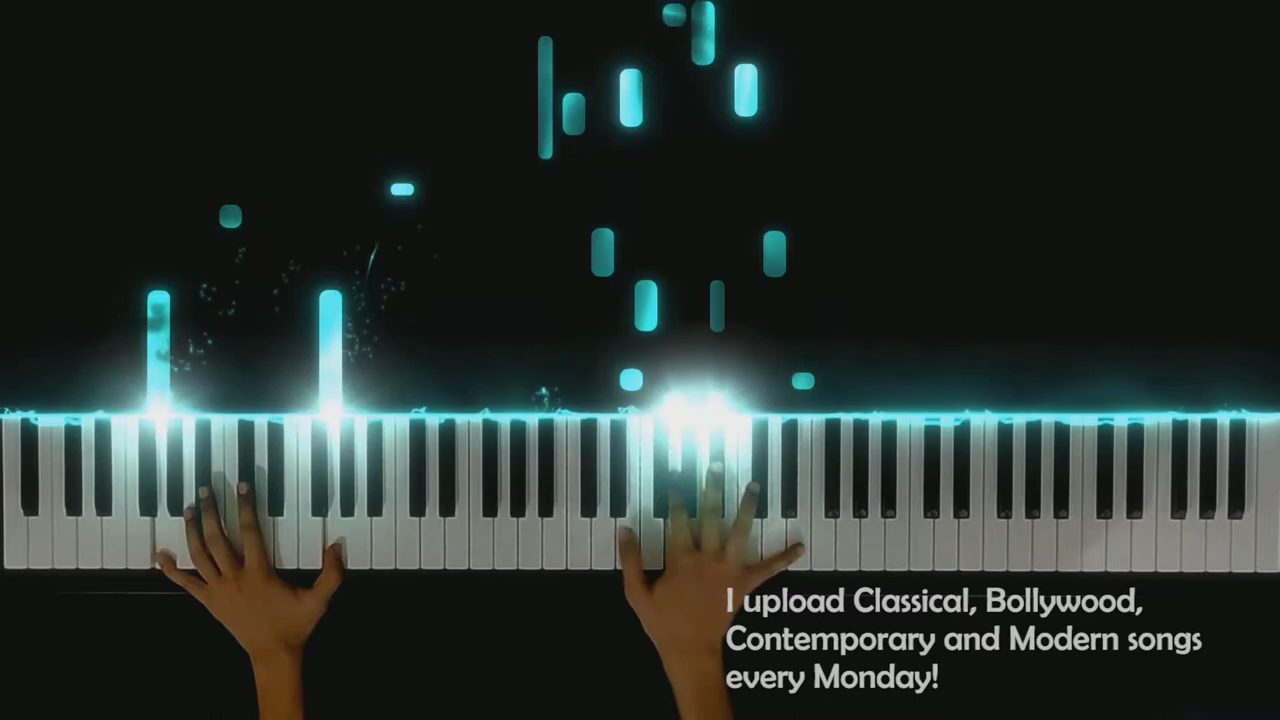 I upload Classical, Bollywood,
Contemporary and Modern songs
every Monday!